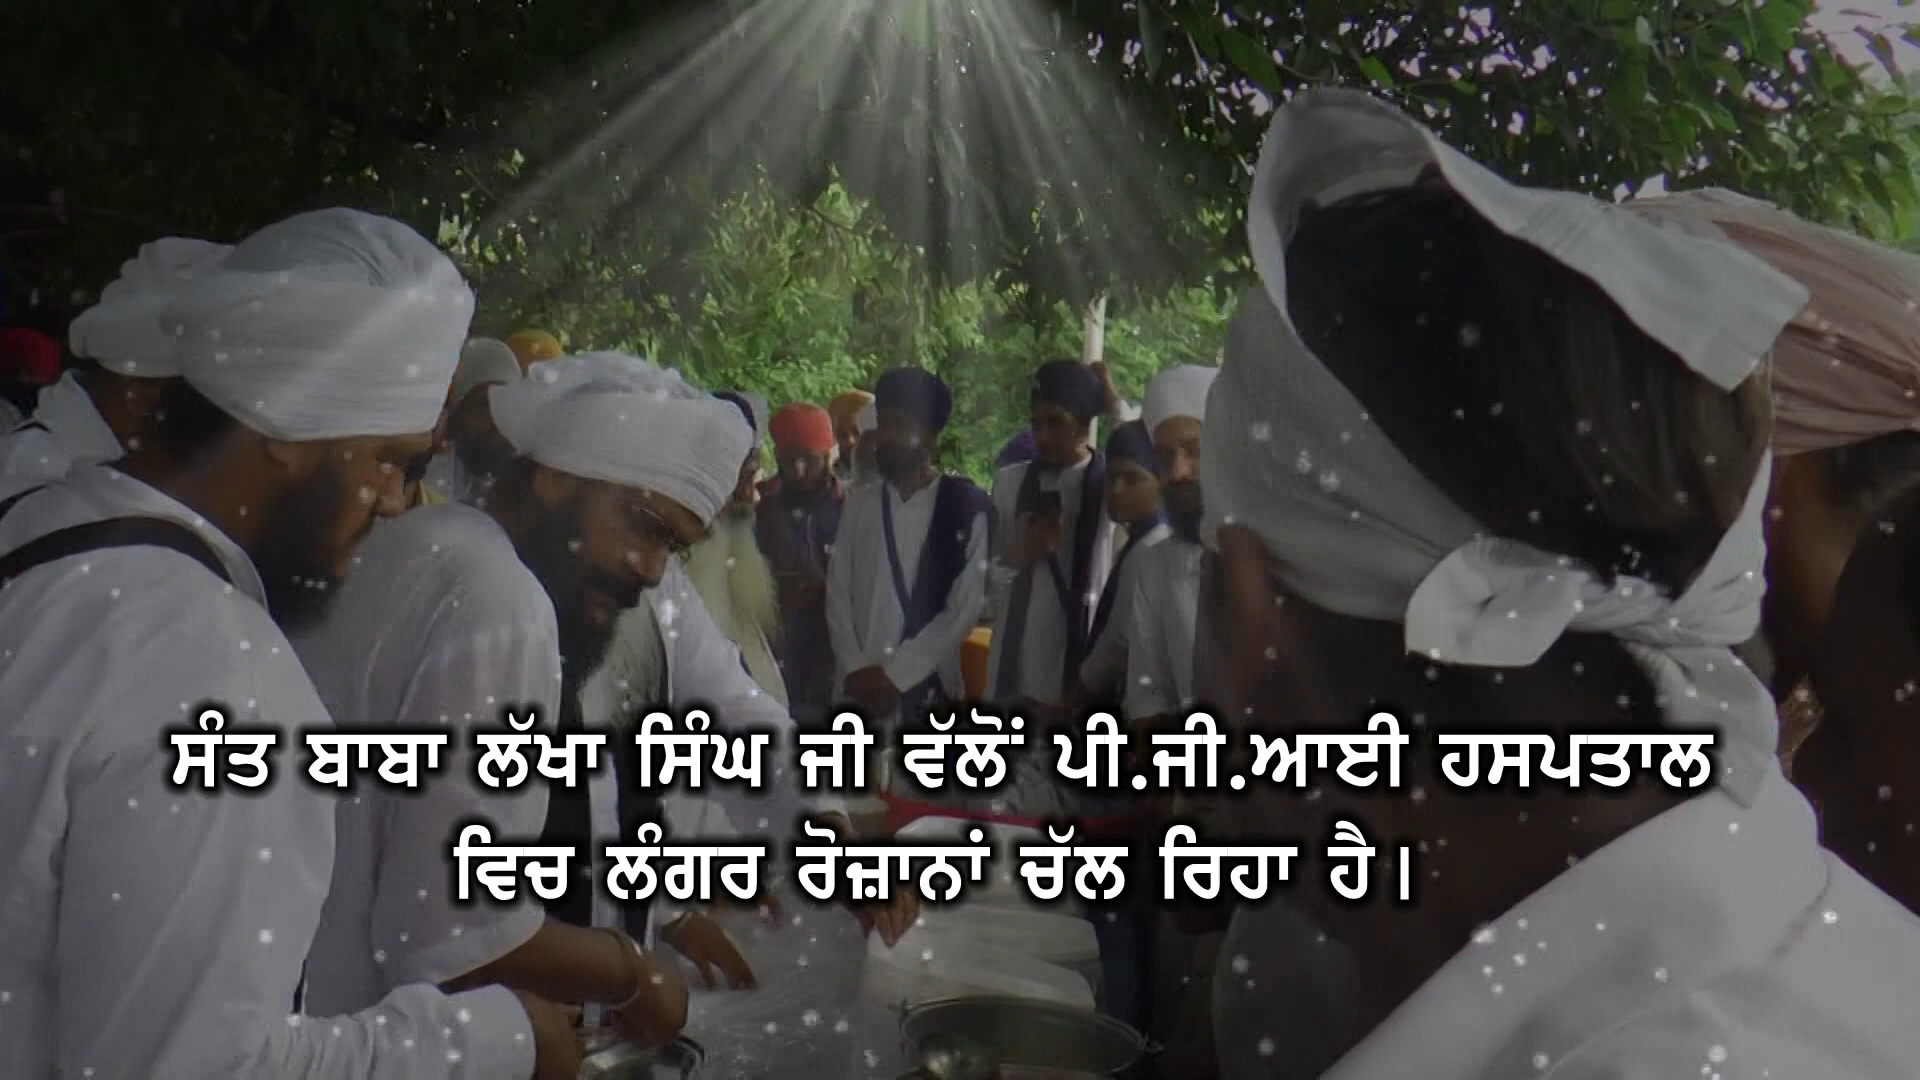 ਸੰਤ ਬਾਬਾ ਲੱਖਾ ਸਿੰਘ ਜੀ ਵੱਲੋਂ ਪੀ.ਜੀ.ਆਈ ਹਸਪਤਾਲ
ਵਿਚ ਲੰਗਰ ਰੋਜ਼ਾਨਾਂ ਚੱਲ ਰਿਹਾ ਹੈ।